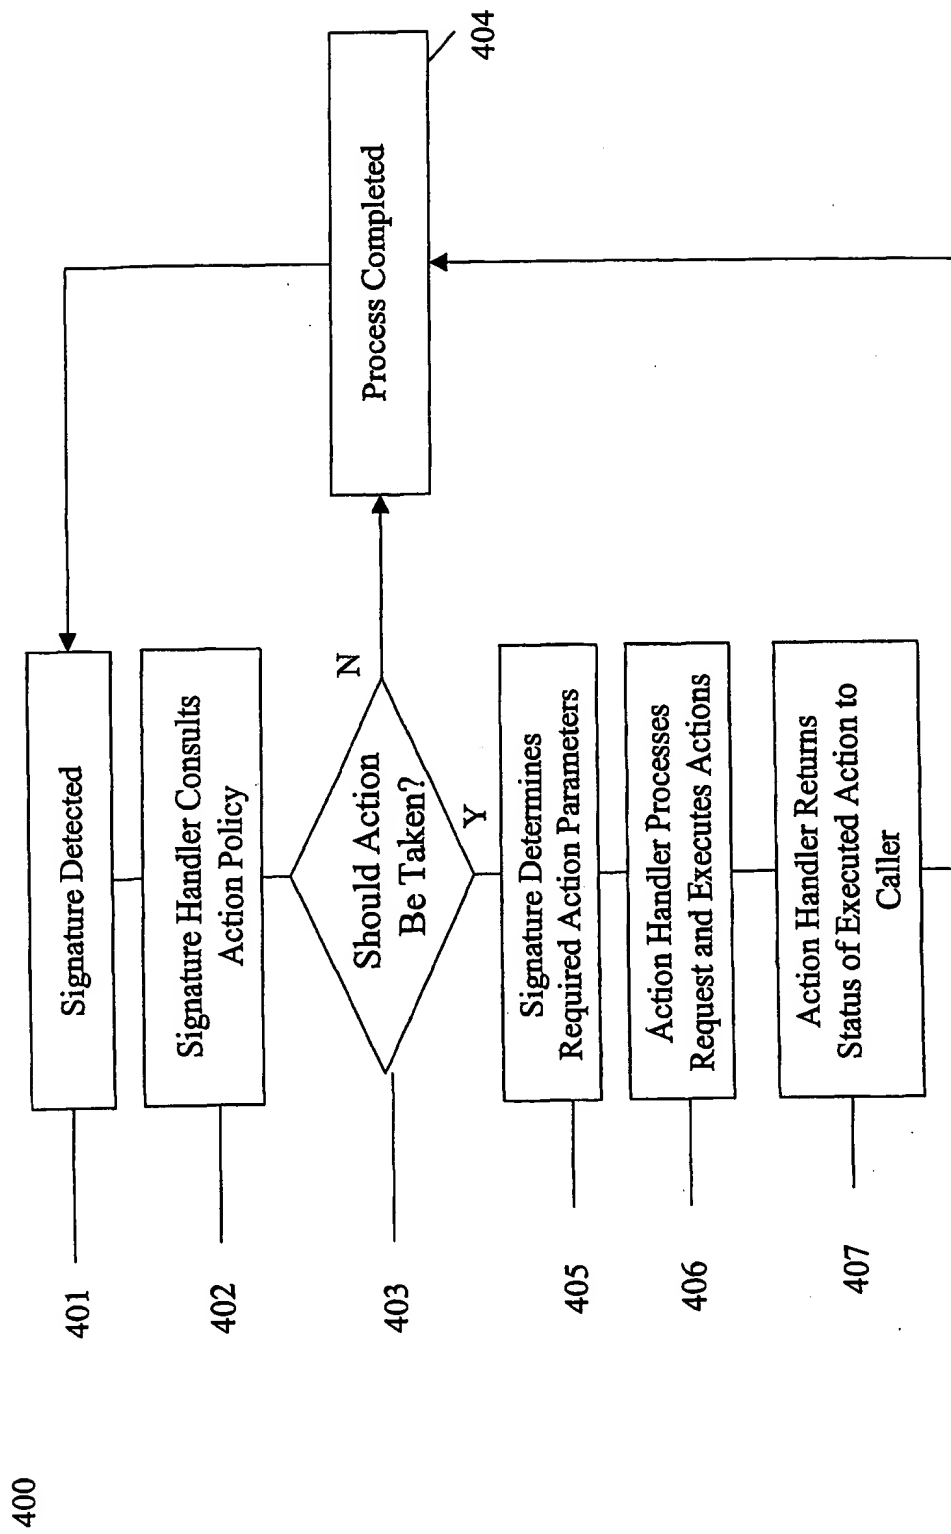 400
401
Signature Detected
402
Signature Handler Consults
Action Policy
403
Should Action
Be Taken?
N
Y
Process Completed
404
405
Signature Determines
Required Action Parameters
406
Action Handler Processes
Request and Executes Actions
407
Action Handler Returns
Status of Executed Action to
Caller